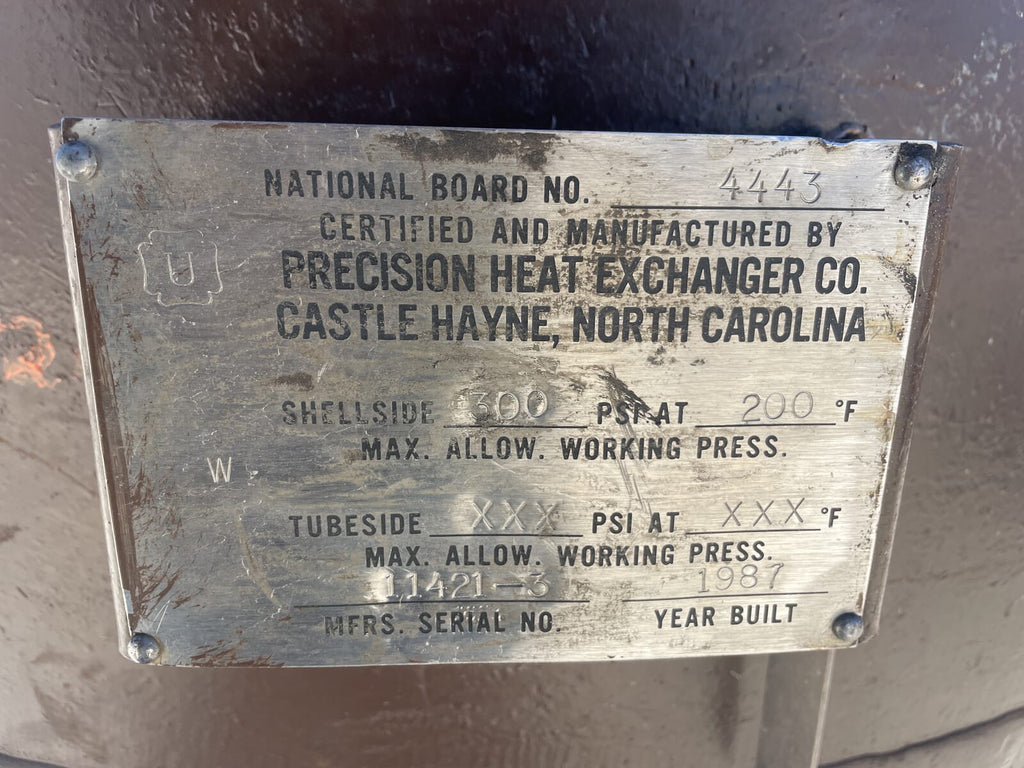 NATIONAL BOARD NO. 4443
CERTIFIED AND MANUFACTURED BY
U
PRECISION HEAT EXCHANGER CO.
CASTLE HAYNE, NORTH CAROLINA
SHELLSIDE 300 PSI AT 200 °F
MAX. ALLOW. WORKING PRESS.
W
TUBESIDE XXX PSI AT XXX °F
MAX. ALLOW. WORKING PRESS.
11421-3 1987
MFRS. SERIAL NO. YEAR BUILT